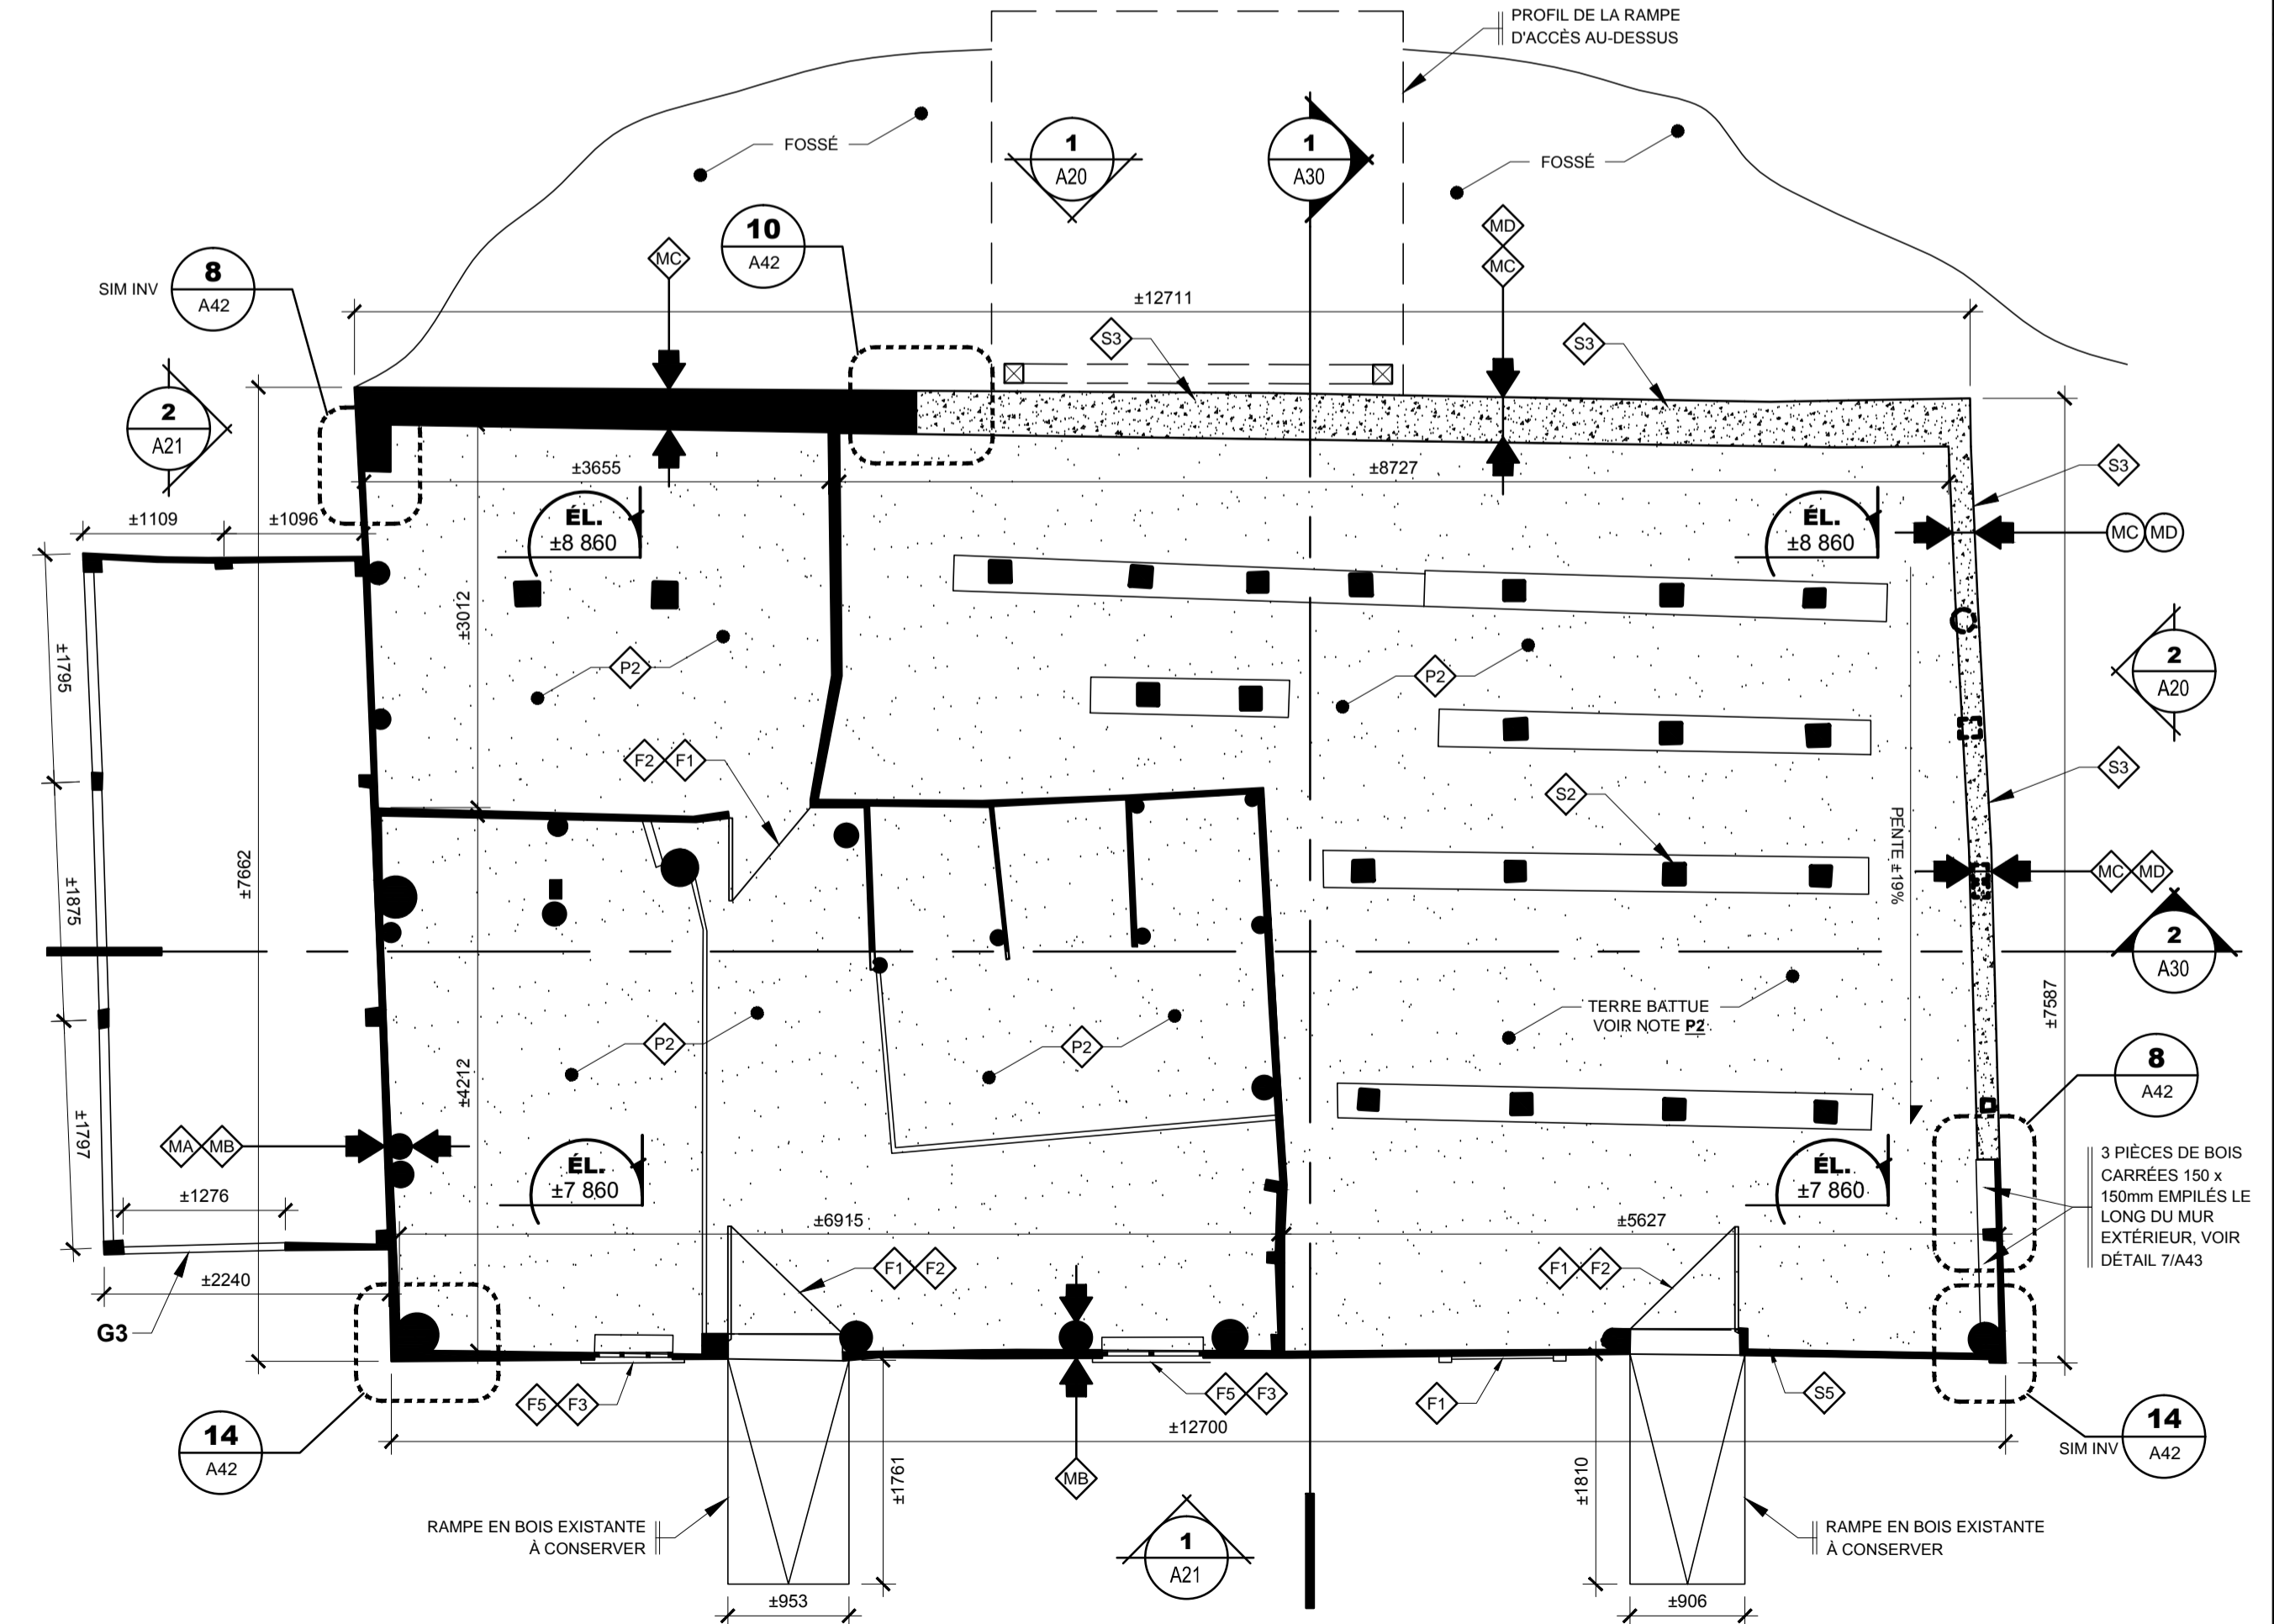 PROFIL DE LA RAMPE
D'ACCÈS AU-DESSUS
FOSSÉ
1
A20
1
A30
FOSSÉ
10
A42
MC
MD
MC
8
A42
SIM INV
±12711
S3
S3
2
A21
±3655
±8727
S3
±1109
±1096
ÉL.
±8 860
ÉL.
±8 860
MC
MD
±3012
±1795
P2
P2
2
A20
F2
F1
S2
S3
PENTE ±19%
±7662
±1875
MC
MD
2
A30
TERRE BATTUE
VOIR NOTE P2
±7587
P2
P2
±4212
8
A42
±1797
MA
MB
3 PIÈCES DE BOIS
CARRÉES 150 x
150mm EMPILÉS LE
LONG DU MUR
EXTÉRIEUR, VOIR
DÉTAIL 7/A43
ÉL.
±7 860
ÉL.
±7 860
±1276
±6915
±5627
F1
F2
F1
F2
±2240
G3
F5
F3
F5
F3
F1
S5
14
A42
±12700
14
A42
SIM INV
±1761
MB
±1810
RAMPE EN BOIS EXISTANTE
À CONSERVER
1
A21
RAMPE EN BOIS EXISTANTE
À CONSERVER
±953
±906